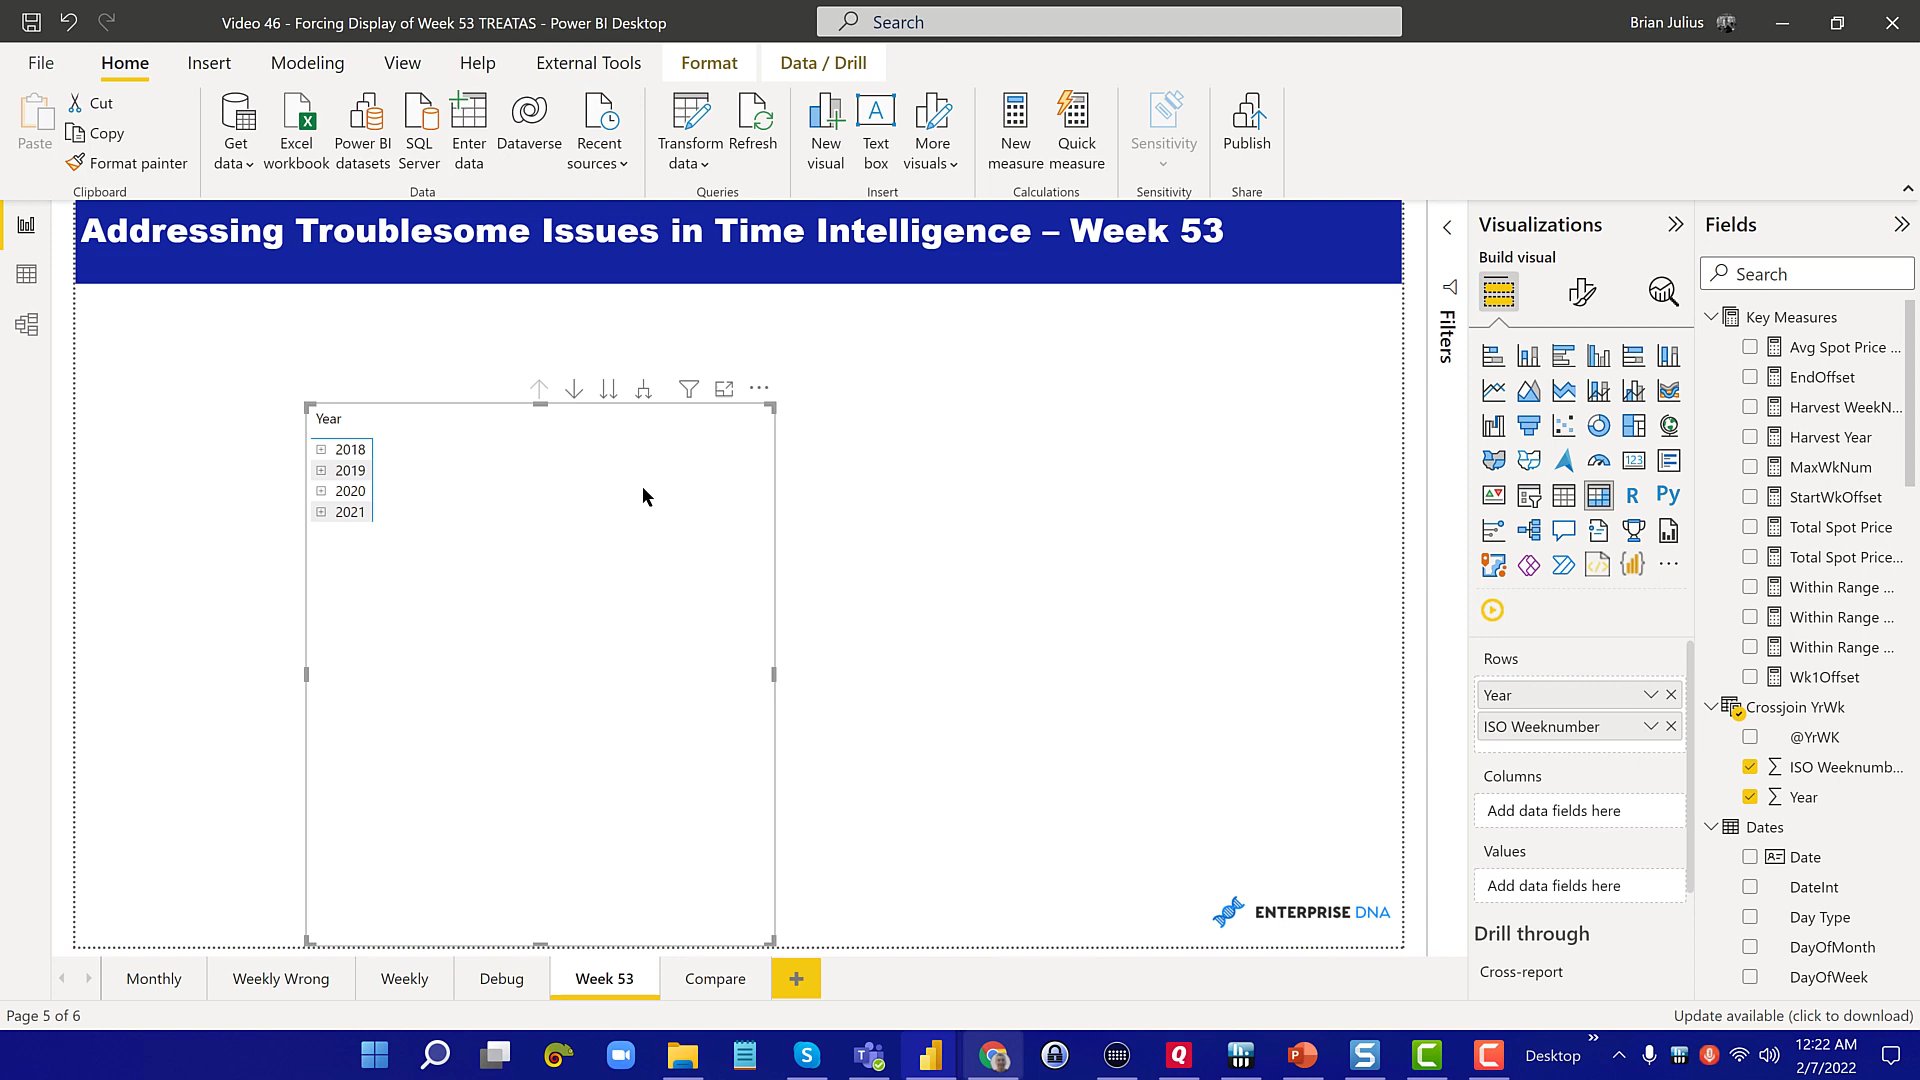 Video 46 - Forcing Display of Week 53 TREATAS - Power BI Desktop
Search
Brian Julius
File
Home
Insert
Modeling
View
Help
External Tools
Format
Data / Drill
Paste
Cut
Copy
Format painter
Clipboard
Get data
Excel workbook
Power BI datasets
SQL Server
Enter data
Dataverse
Recent sources
Data
Transform data
Refresh
Queries
New visual
Text box
More visuals
Insert
New measure
Quick measure
Calculations
Sensitivity
Sensitivity
Publish
Share
Addressing Troublesome Issues in Time Intelligence – Week 53
Year
2018
2019
2020
2021
ENTERPRISE DNA
Filters
Visualizations
Build visual
R
Py
123
Rows
Year
ISO Weeknumber
Columns
Add data fields here
Values
Add data fields here
Drill through
Cross-report
Fields
Search
Key Measures
Avg Spot Price ...
EndOffset
Harvest WeekN...
Harvest Year
MaxWkNum
StartWkOffset
Total Spot Price
Total Spot Price...
Within Range ...
Within Range ...
Within Range ...
Wk1Offset
Crossjoin YrWk
@YrWK
ISO Weeknumb...
Year
Dates
Date
DateInt
Day Type
DayOfMonth
DayOfWeek
Monthly
Weekly Wrong
Weekly
Debug
Week 53
Compare
Page 5 of 6
Update available (click to download)
Desktop
12:22 AM
2/7/2022